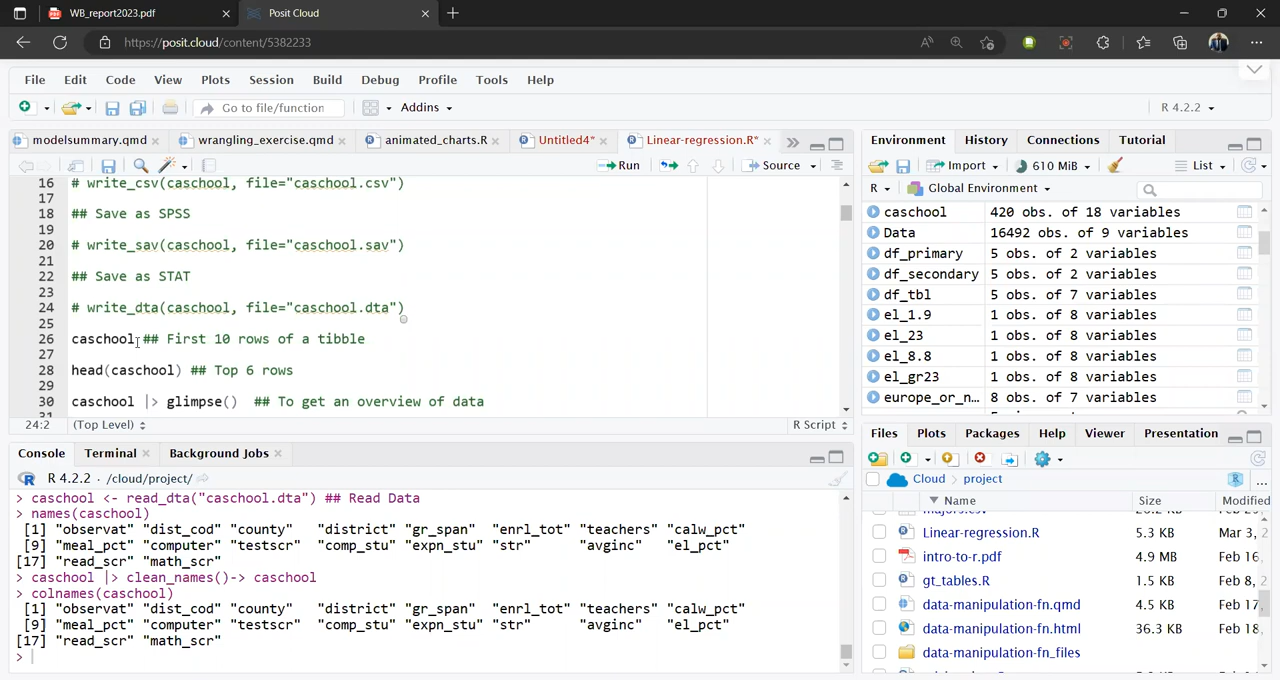 WB_report2023.pdf
Posit Cloud
https://posit.cloud/content/5382233
File Edit Code View Plots Session Build Debug Profile Tools Help
Go to file/function
Addins
R 4.2.2
modelsummary.qmd
wrangling_exercise.qmd
animated_charts.R
Untitled4*
Linear-regression.R*
Run
Source
16 # write_csv(caschool, file="caschool.csv")
17
18 ## Save as SPSS
19
20 # write_sav(caschool, file="caschool.sav")
21
22 ## Save as STAT
23
24 # write_dta(caschool, file="caschool.dta")
25
26 caschool ## First 10 rows of a tibble
27
28 head(caschool) ## Top 6 rows
29
30 caschool |> glimpse() ## To get an overview of data
24:2 (Top Level) R Script
Console Terminal Background Jobs
R 4.2.2 · /cloud/project/
> caschool <- read_dta("caschool.dta") ## Read Data
> names(caschool)
[1] "observat" "dist_cod" "county" "district" "gr_span" "enrl_tot" "teachers" "calw_pct"
[9] "meal_pct" "computer" "testscr" "comp_stu" "expn_stu" "str" "avginc" "el_pct"
[17] "read_scr" "math_scr"
> caschool |> clean_names()-> caschool
> colnames(caschool)
[1] "observat" "dist_cod" "county" "district" "gr_span" "enrl_tot" "teachers" "calw_pct"
[9] "meal_pct" "computer" "testscr" "comp_stu" "expn_stu" "str" "avginc" "el_pct"
[17] "read_scr" "math_scr"
>
Environment History Connections Tutorial
Import 610 MiB List
R Global Environment
caschool 420 obs. of 18 variables
Data 16492 obs. of 9 variables
df_primary 5 obs. of 2 variables
df_secondary 5 obs. of 2 variables
df_tbl 5 obs. of 7 variables
el_1.9 1 obs. of 8 variables
el_23 1 obs. of 8 variables
el_8.8 1 obs. of 8 variables
el_gr23 1 obs. of 8 variables
europe_or_n... 8 obs. of 7 variables
Files Plots Packages Help Viewer Presentation
Cloud project
Name Size Modified
Linear-regression.R 5.3 KB Mar 3, 2
intro-to-r.pdf 4.9 MB Feb 16,
gt_tables.R 1.5 KB Feb 8, 2
data-manipulation-fn.qmd 4.5 KB Feb 17,
data-manipulation-fn.html 36.3 KB Feb 18,
data-manipulation-fn_files